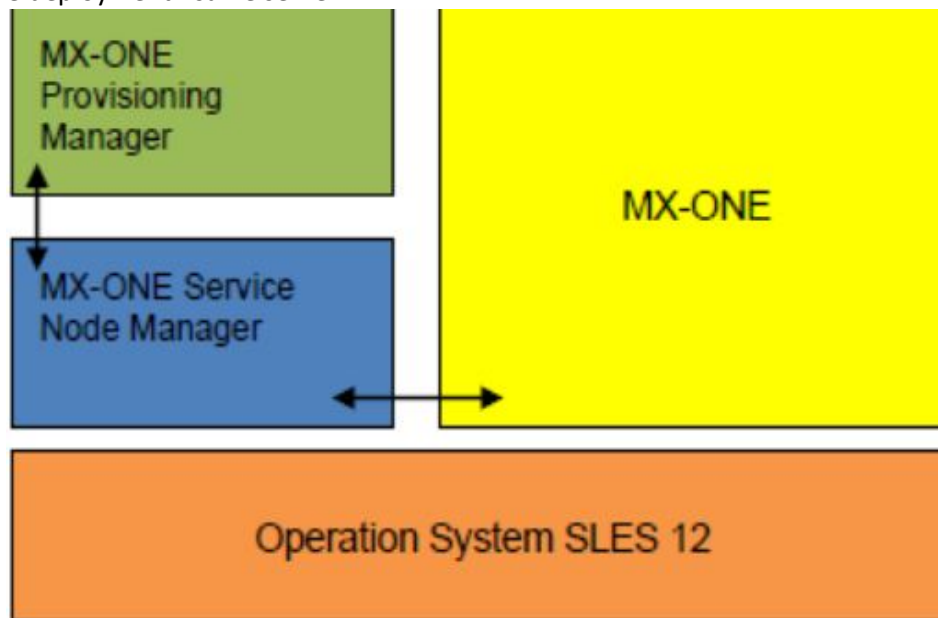 MX-ONE
Provisioning
Manager
MX-ONE
MX-ONE Service
Node Manager
Operation System SLES 12